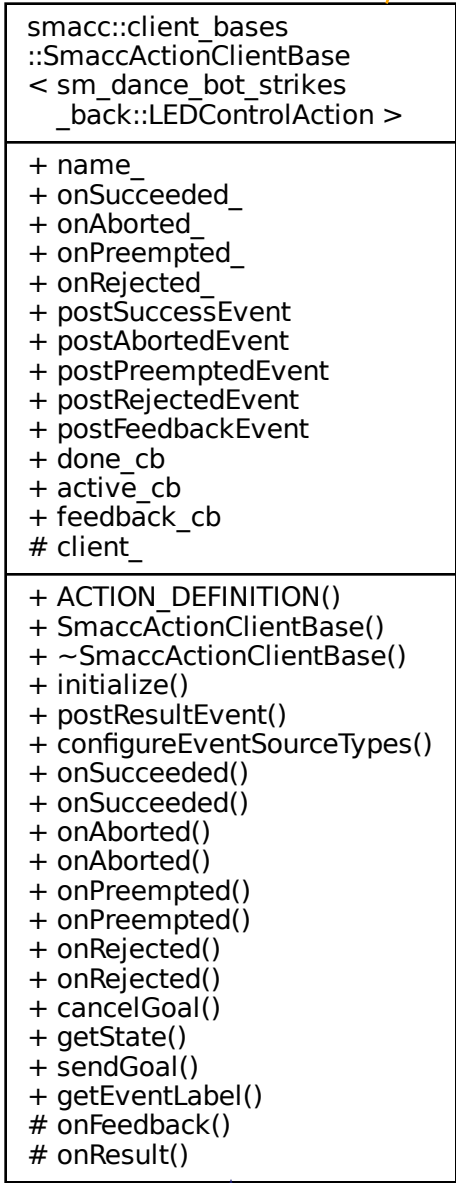 smacc::client_bases
::SmaccActionClientBase
< sm_dance_bot_strikes
_back::LEDControlAction >
+ name_
+ onSucceeded_
+ onAborted_
+ onPreempted_
+ onRejected_
+ postSuccessEvent
+ postAbortedEvent
+ postPreemptedEvent
+ postRejectedEvent
+ postFeedbackEvent
+ done_cb
+ active_cb
+ feedback_cb
# client_
+ ACTION_DEFINITION()
+ SmaccActionClientBase()
+ ~SmaccActionClientBase()
+ initialize()
+ postResultEvent()
+ configureEventSourceTypes()
+ onSucceeded()
+ onSucceeded()
+ onAborted()
+ onAborted()
+ onPreempted()
+ onPreempted()
+ onRejected()
+ onRejected()
+ cancelGoal()
+ getState()
+ sendGoal()
+ getEventLabel()
# onFeedback()
# onResult()